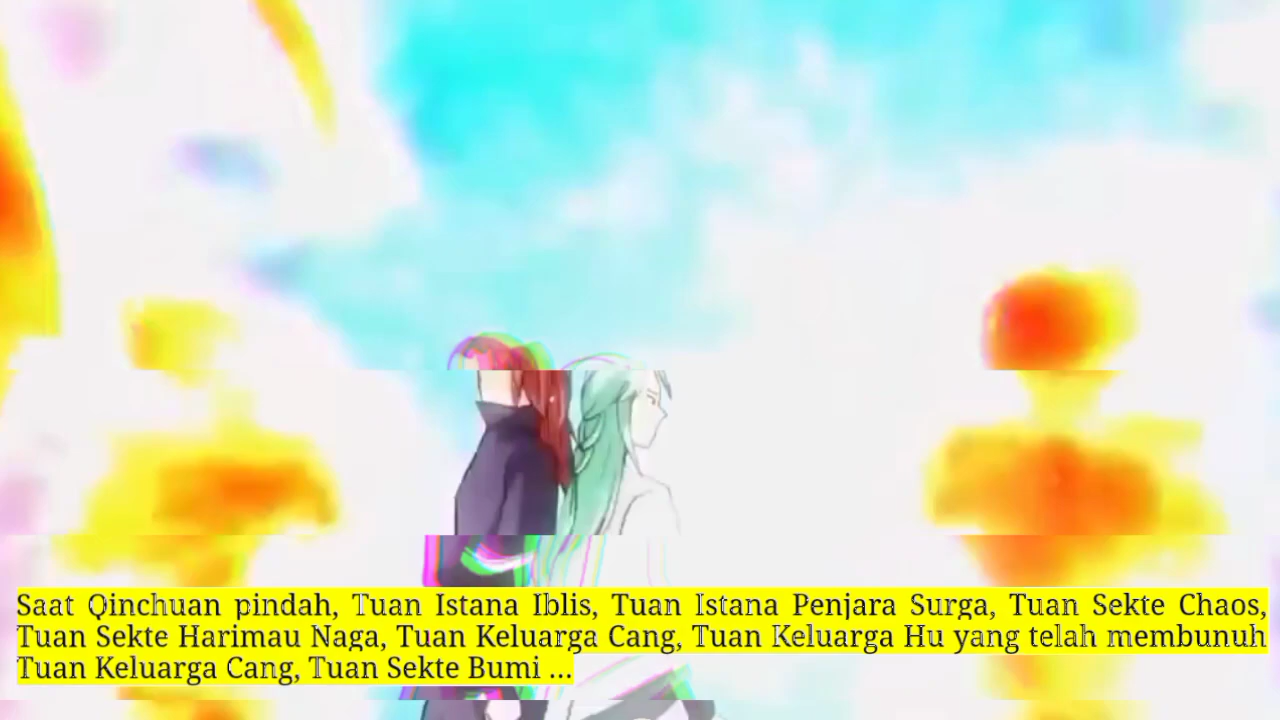 Saat Qinchuan pindah, Tuan Istana Iblis, Tuan Istana Penjara Surga, Tuan Sekte Chaos,
Tuan Sekte Harimau Naga, Tuan Keluarga Cang, Tuan Keluarga Hu yang telah membunuh
Tuan Keluarga Cang, Tuan Sekte Bumi ...